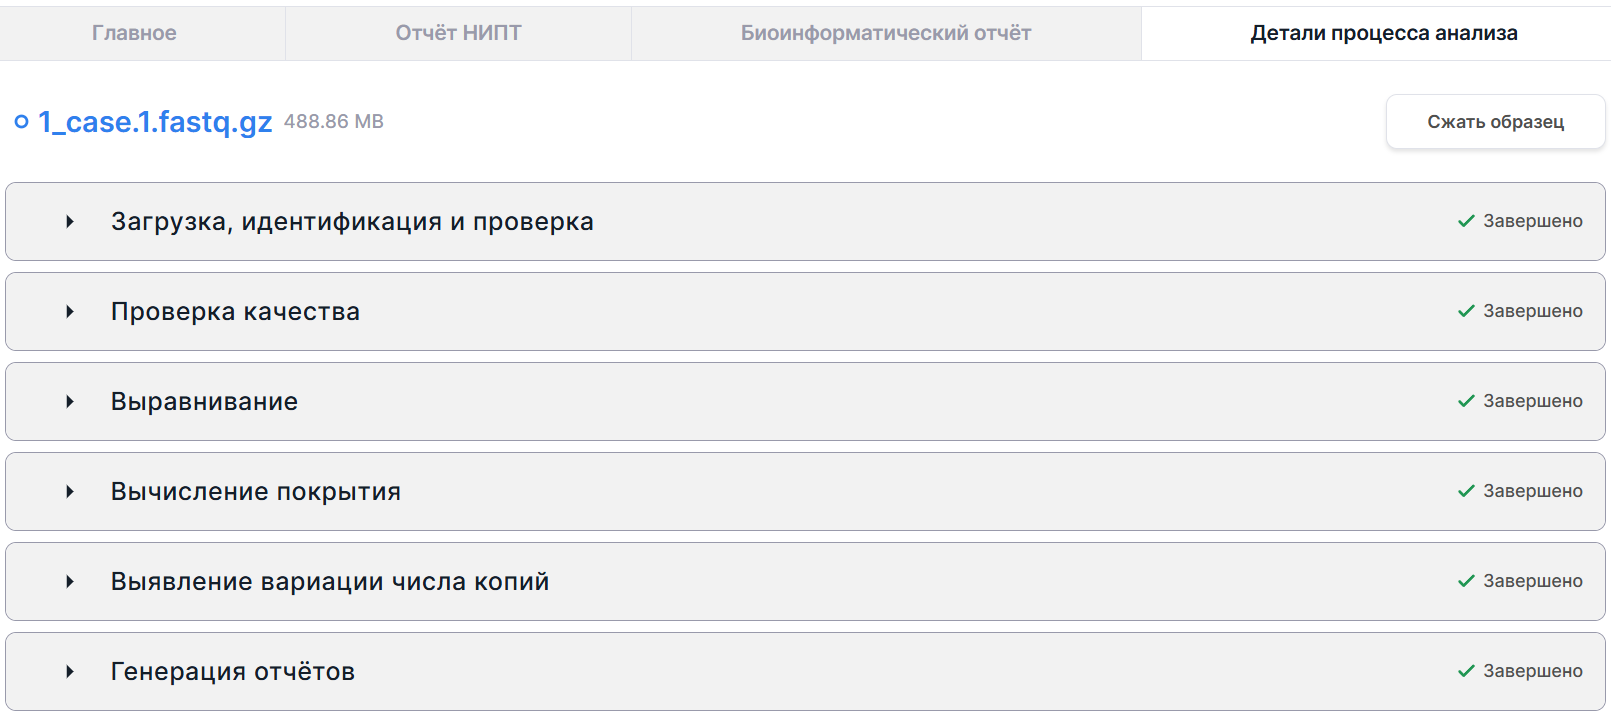 Главное
Отчёт НИПТ
Биоинформатический отчёт
Детали процесса анализа
1_case.1.fastq.gz 488.86 MB
Сжать образец
Загрузка, идентификация и проверка
Завершено
Проверка качества
Завершено
Выравнивание
Завершено
Вычисление покрытия
Завершено
Выявление вариации числа копий
Завершено
Генерация отчётов
Завершено